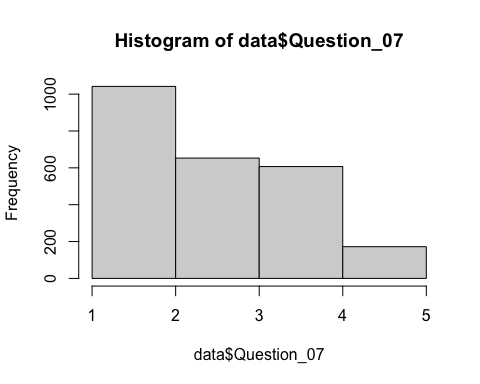 Histogram of data$Question_07
Frequency
1000
600
200
0
1 2 3 4 5
data$Question_07